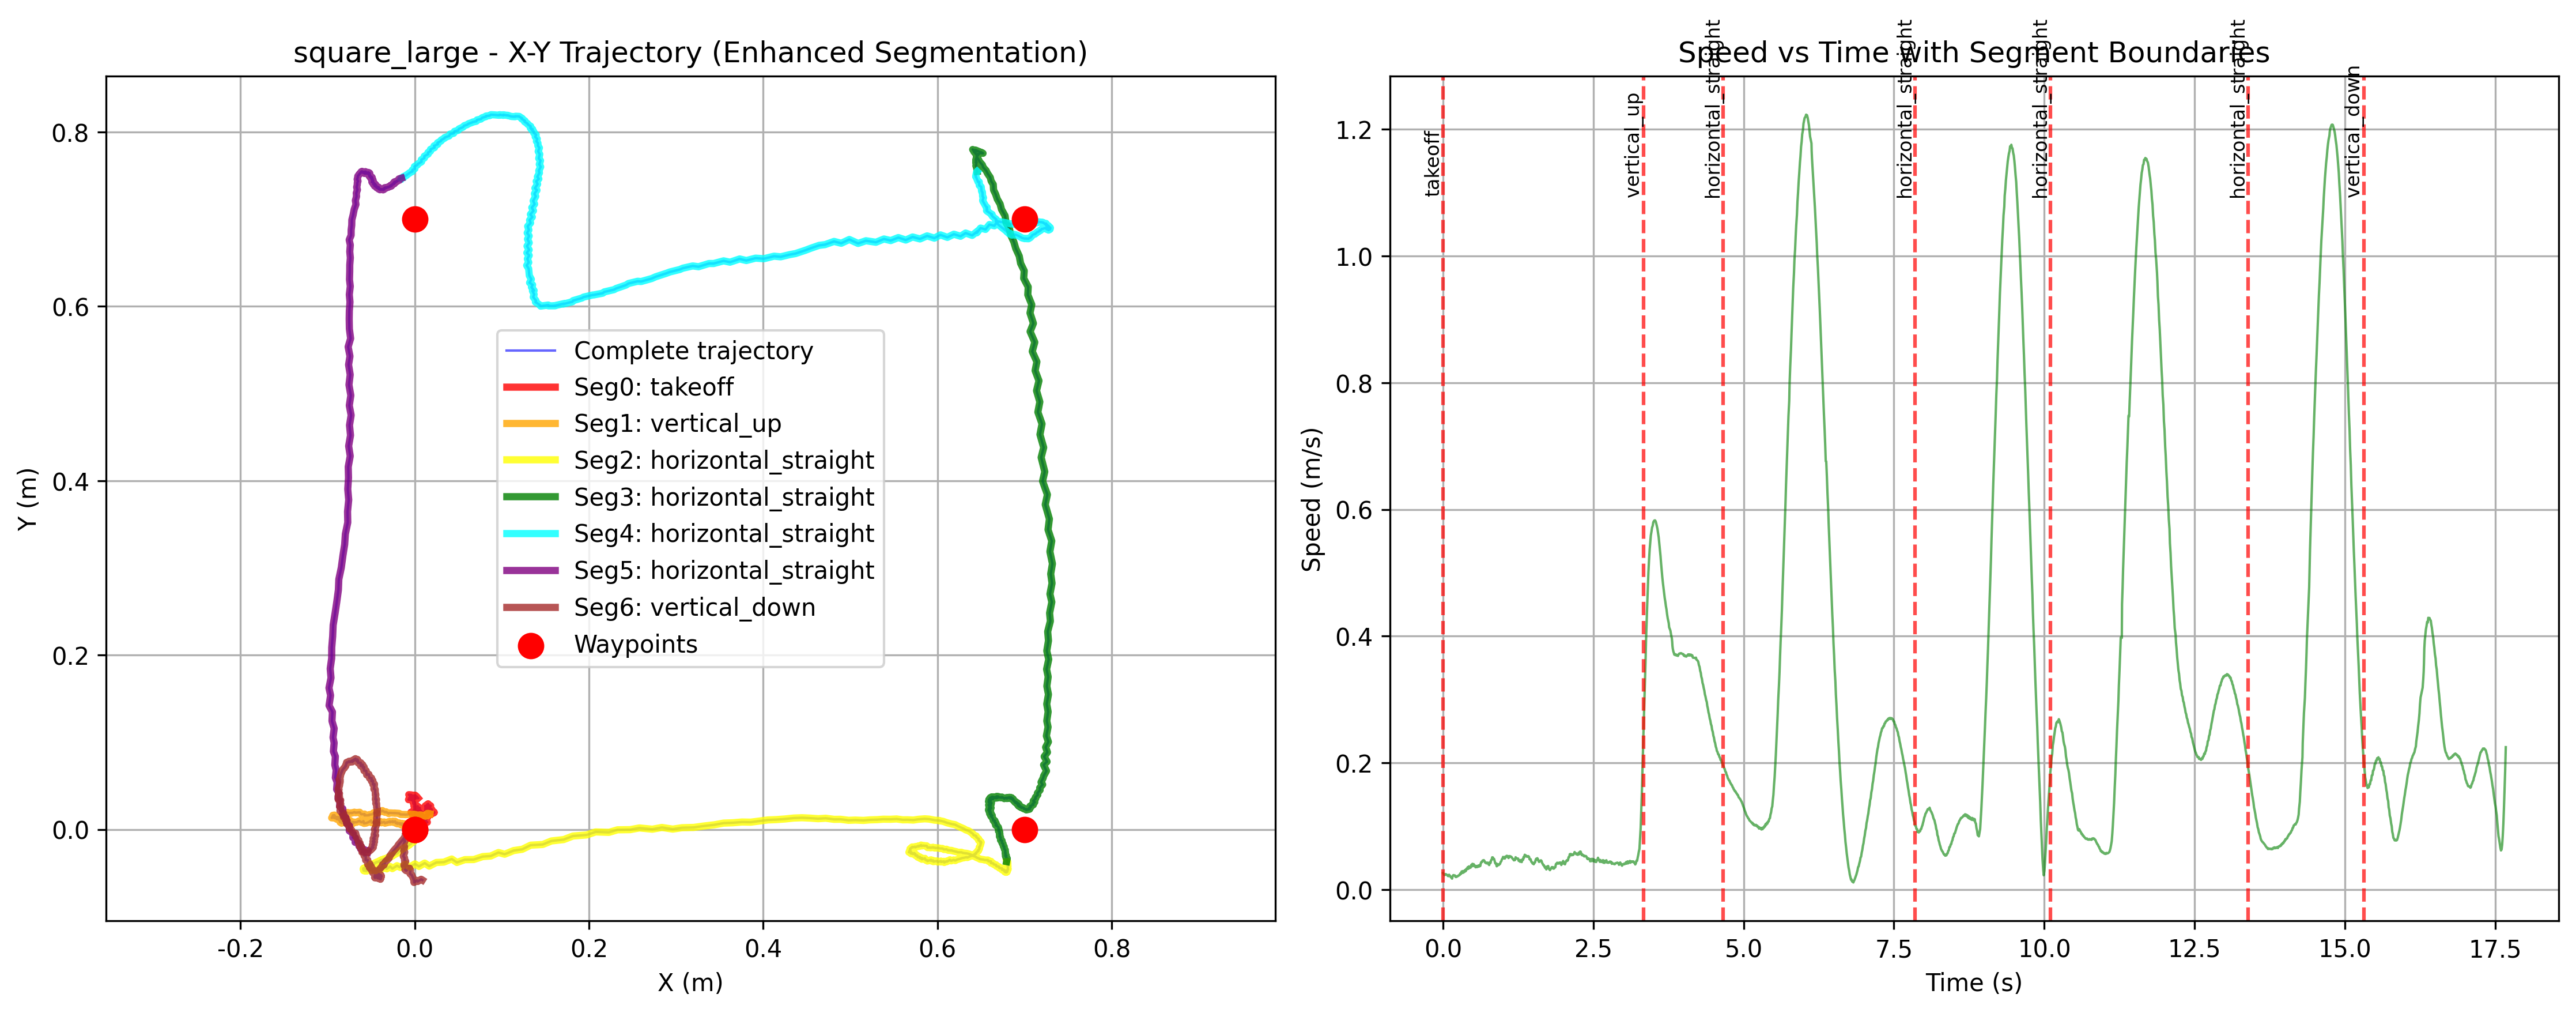 square_large - X-Y Trajectory (Enhanced Segmentation)
0.8
0.6
0.4
0.2
0.0
Y (m)
-0.2
0.0
0.2
0.4
0.6
0.8
X (m)
Complete trajectory
Seg0: takeoff
Seg1: vertical_up
Seg2: horizontal_straight
Seg3: horizontal_straight
Seg4: horizontal_straight
Seg5: horizontal_straight
Seg6: vertical_down
Waypoints
Speed vs Time with Segment Boundaries
takeoff
vertical_up
horizontal_straight
horizontal_straight
horizontal_straight
horizontal_straight
vertical_down
1.2
1.0
0.8
0.6
0.4
0.2
0.0
Speed (m/s)
0.0
2.5
5.0
7.5
10.0
12.5
15.0
17.5
Time (s)